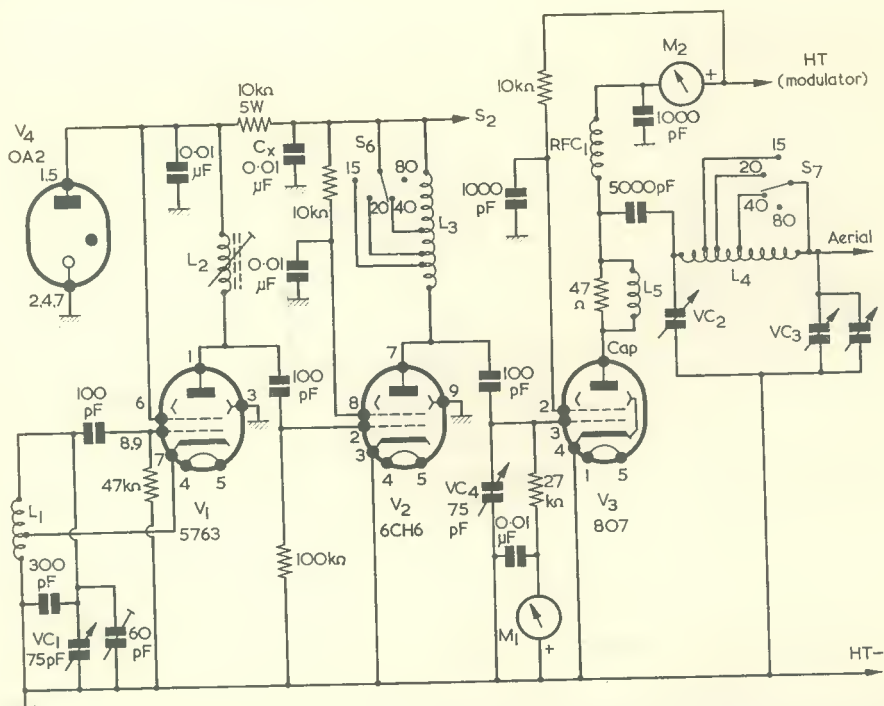 M2
HT
(modulator)
10kΩ
1000
pF
10kΩ
5W
V4
OA2
S2
RFC1
15
20
S7
40
80
0·01
μF
Cx
0·01
μF
S6
80
15
20
40
1000
pF
5000pF
1,5
10kΩ
L3
Aerial
L4
L2
0·01
μF
47
Ω
L5
VC2
VC3
2,4,7
1
7
Cap
100
pF
100
pF
100
pF
6
3
8
9
2
8,9
2
3
7
3
4
4
5
4
5
1
5
47kΩ
VC4
75
pF
27
kΩ
V1
5763
V2
6CH6
V3
807
L1
0·01
μF
100kΩ
300
pF
VC1
75pF
60
pF
M1
+
+
HT-